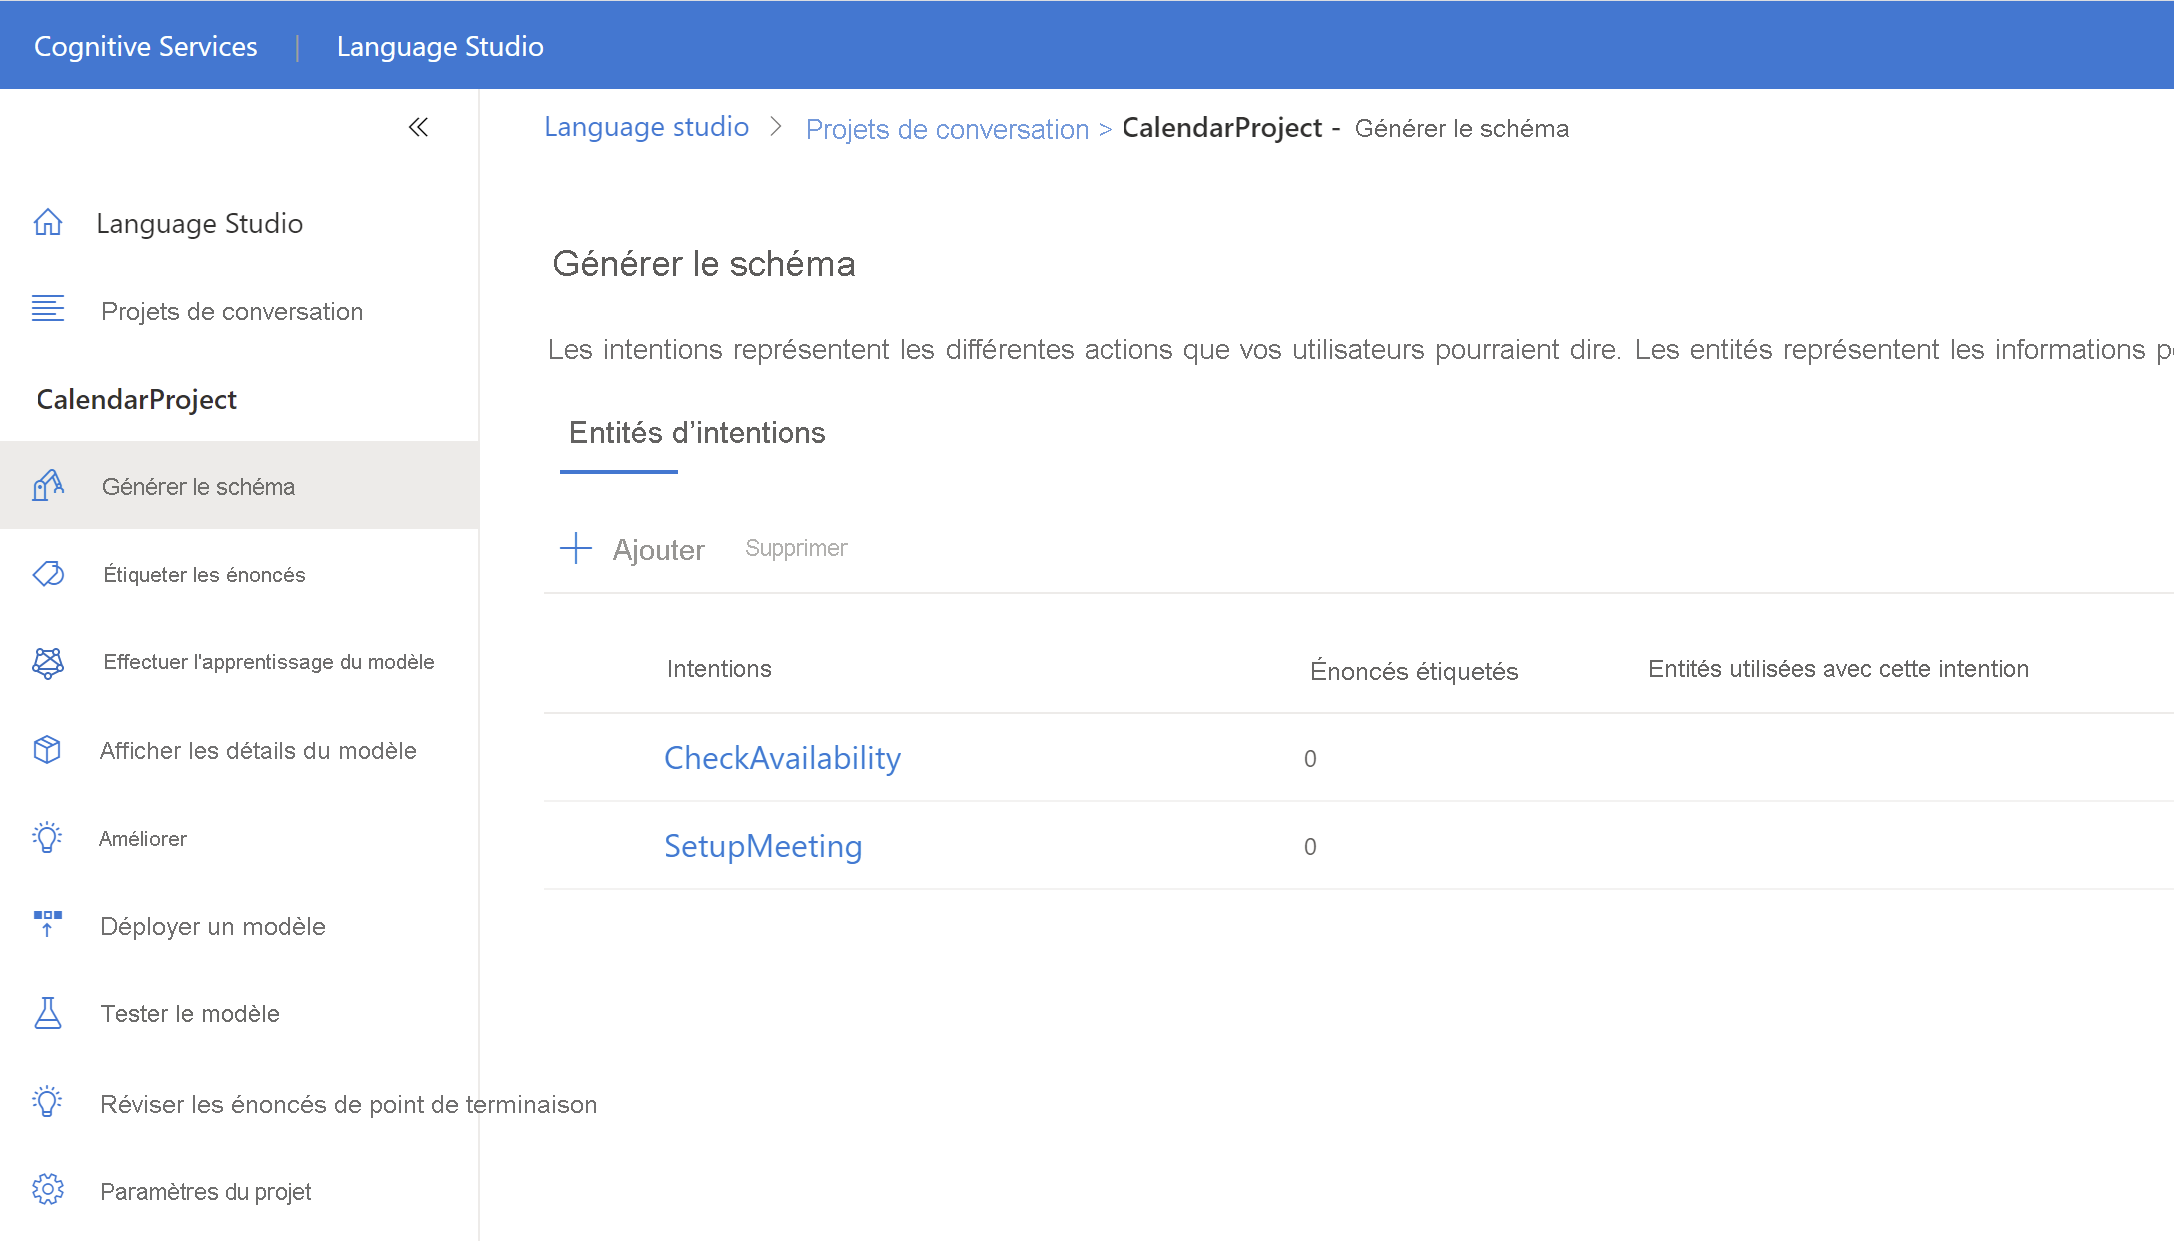 Cognitive Services | Language Studio
Language studio > Projets de conversation > CalendarProject - Générer le schéma
Language Studio
Projets de conversation
CalendarProject
Générer le schéma
Étiqueter les énoncés
Effectuer l'apprentissage du modèle
Afficher les détails du modèle
Améliorer
Déployer un modèle
Tester le modèle
Réviser les énoncés de point de terminaison
Paramètres du projet
Générer le schéma
Les intentions représentent les différentes actions que vos utilisateurs pourraient dire. Les entités représentent les informations
Entités d’intentions
Ajouter Supprimer
Intentions Énoncés étiquetés Entités utilisées avec cette intention
CheckAvailability 0
SetupMeeting 0